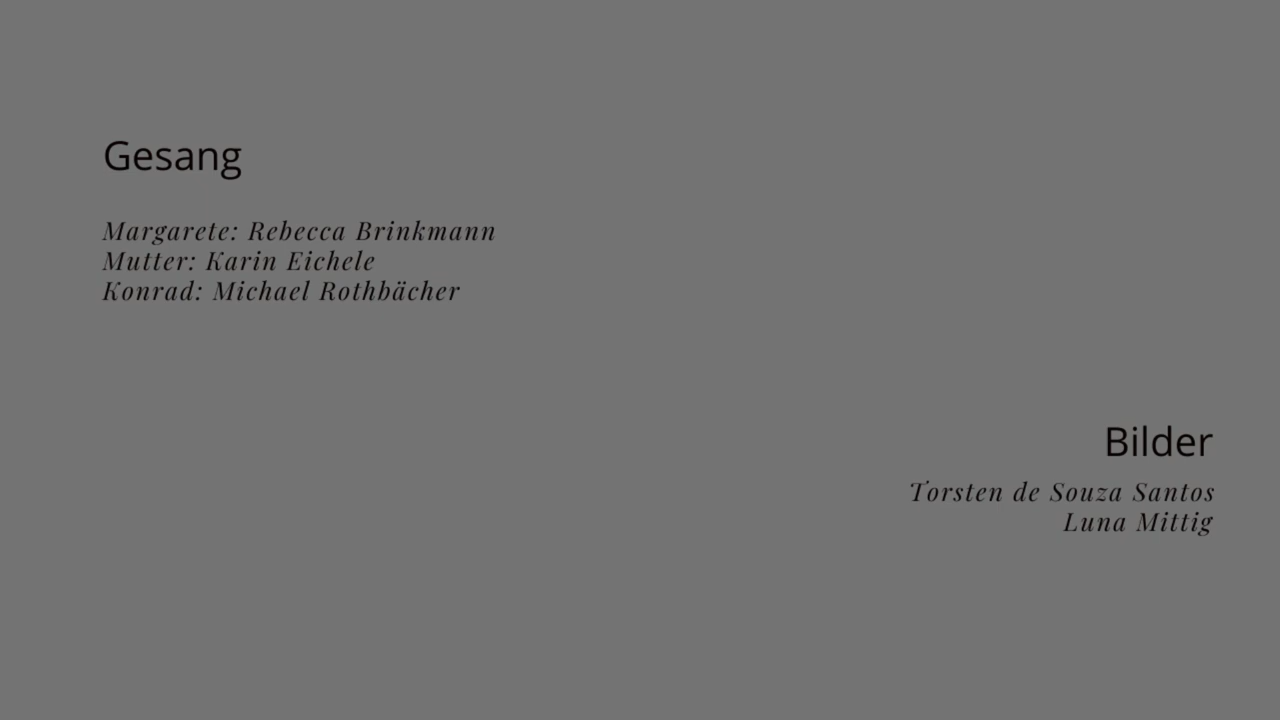 Gesang
Margarete: Rebecca Brinkmann
Mutter: Karin Eichele
Konrad: Michael Rothbächer
Bilder
Torsten de Souza Santos
Luna Mittig